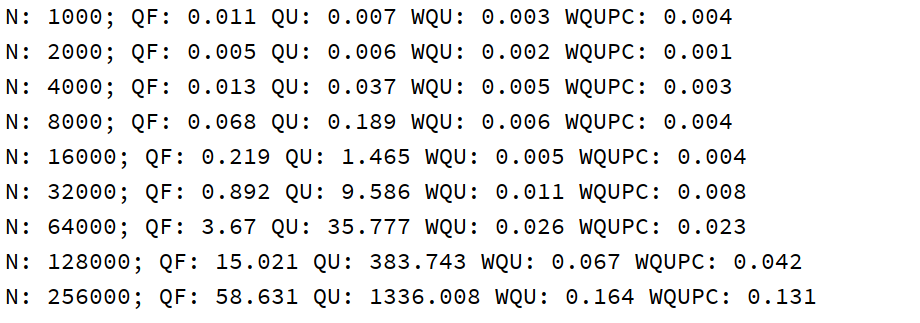 N: 1000; QF: 0.011 QU: 0.007 WQU: 0.003 WQUPC: 0.004
N: 2000; QF: 0.005 QU: 0.006 WQU: 0.002 WQUPC: 0.001
N: 4000; QF: 0.013 QU: 0.037 WQU: 0.005 WQUPC: 0.003
N: 8000; QF: 0.068 QU: 0.189 WQU: 0.006 WQUPC: 0.004
N: 16000; QF: 0.219 QU: 1.465 WQU: 0.005 WQUPC: 0.004
N: 32000; QF: 0.892 QU: 9.586 WQU: 0.011 WQUPC: 0.008
N: 64000; QF: 3.67 QU: 35.777 WQU: 0.026 WQUPC: 0.023
N: 128000; QF: 15.021 QU: 383.743 WQU: 0.067 WQUPC: 0.042
N: 256000; QF: 58.631 QU: 1336.008 WQU: 0.164 WQUPC: 0.131